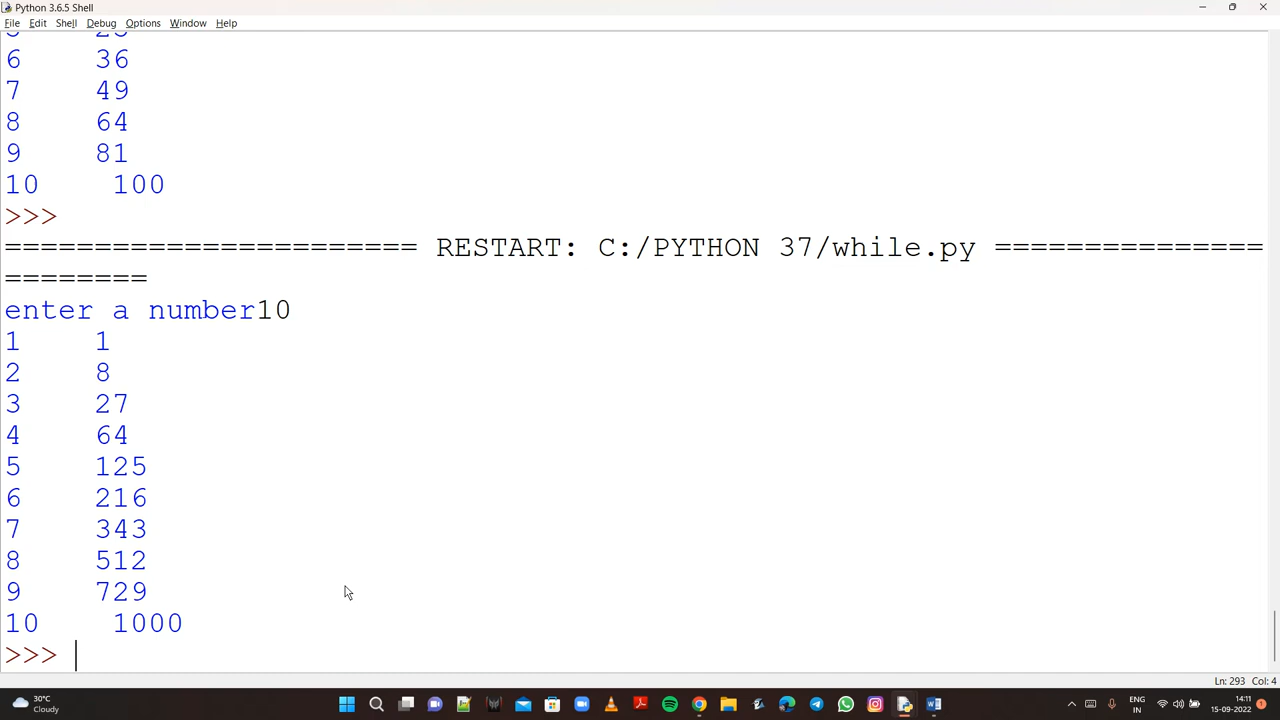 Python 3.6.5 Shell
File Edit Shell Debug Options Window Help
6 36
7 49
8 64
9 81
10 100
>>>
======================= RESTART: C:/PYTHON 37/while.py ===============
========
enter a number10
1 1
2 8
3 27
4 64
5 125
6 216
7 343
8 512
9 729
10 1000
>>>
Ln: 293 Col: 4
30°C
Cloudy
ENG
IN
14:11
15-09-2022